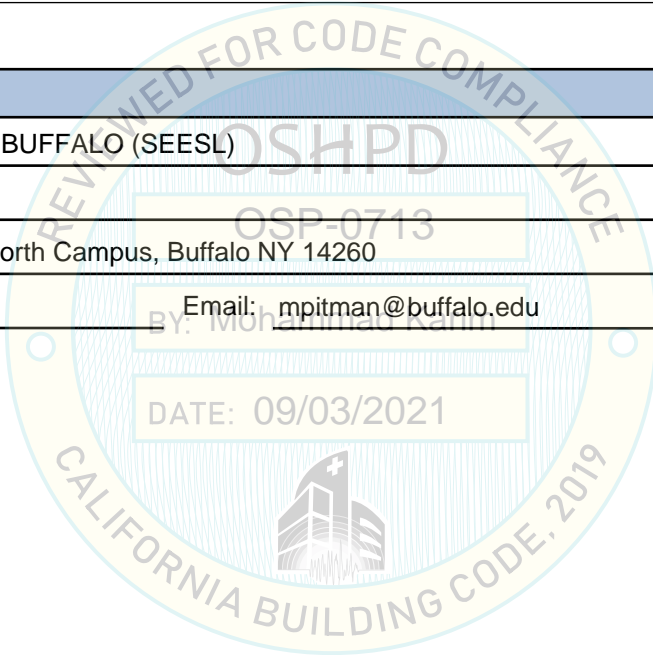 REVIEWED FOR CODE COMPLIANCE
BUFFALO (SEESL)
OSHPD
OSP-0713
orth Campus, Buffalo NY 14260
Email: mpitman@buffalo.edu
BY: Mohammad Karim
DATE: 09/03/2021
CALIFORNIA BUILDING CODE, 2019